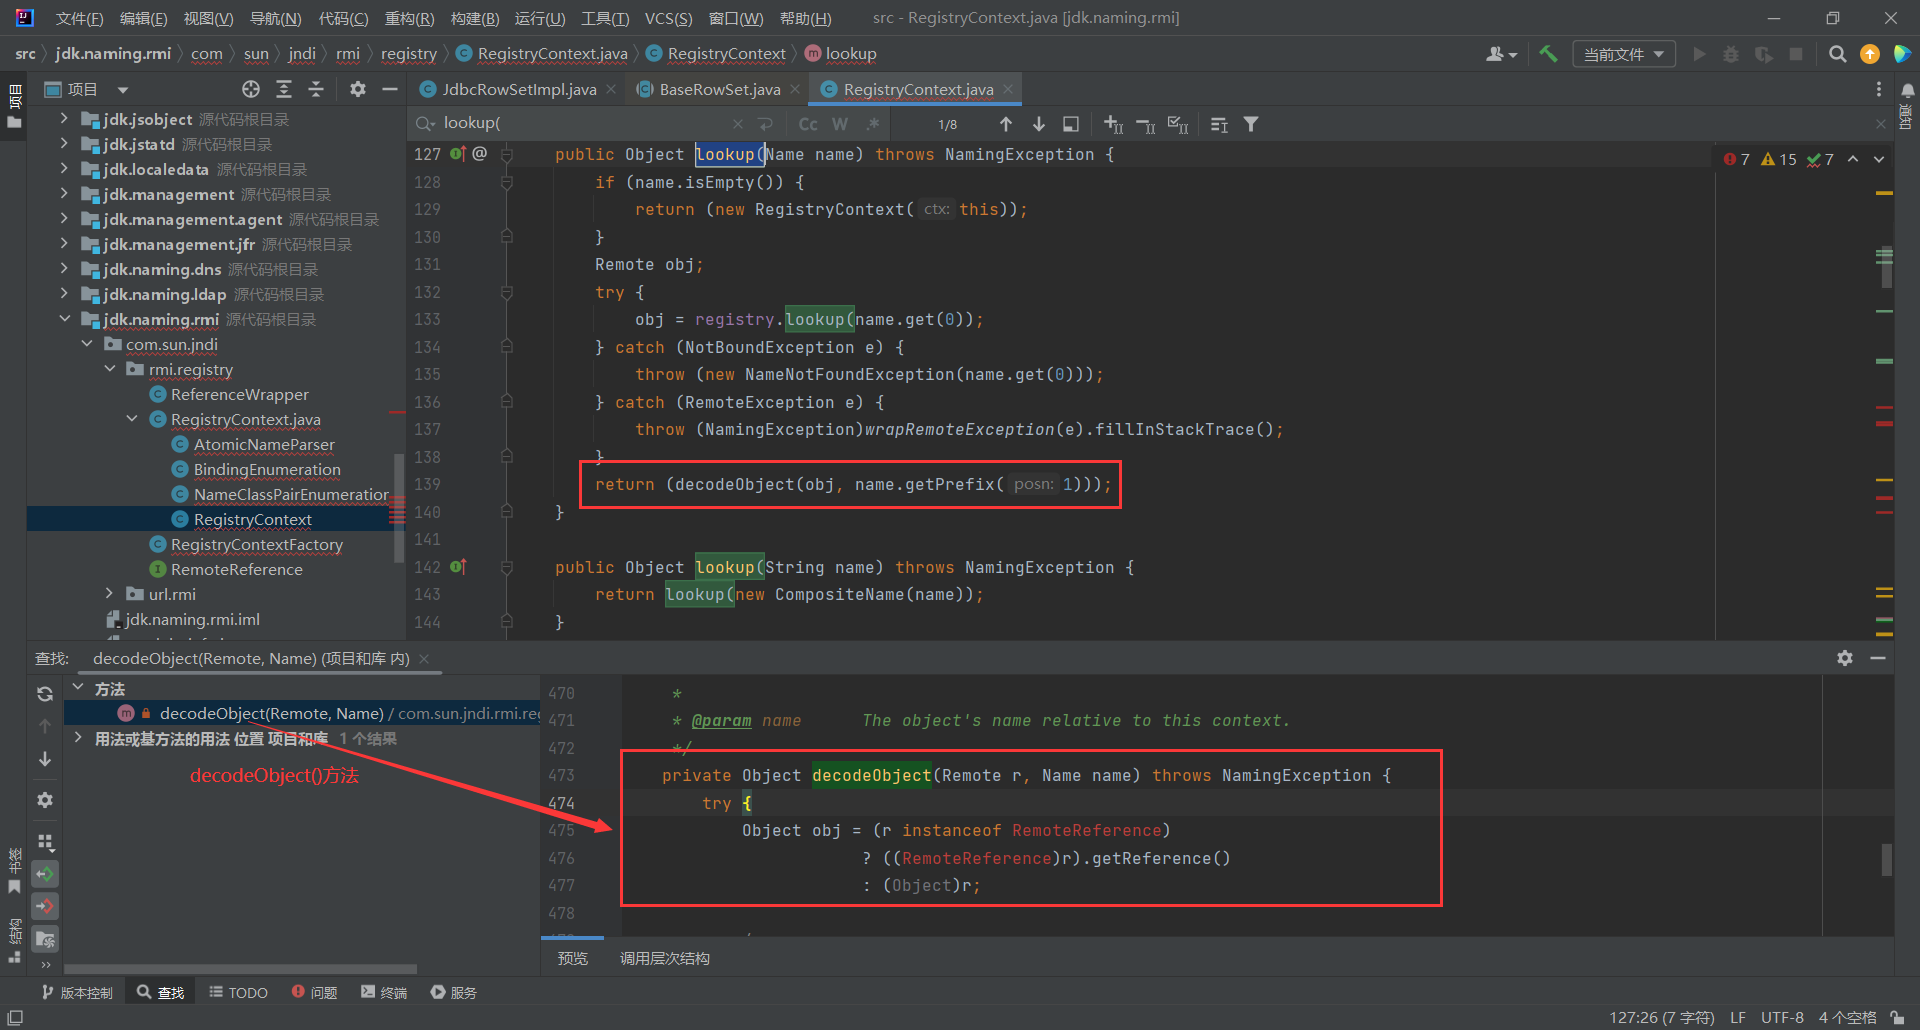 文件(F) 编辑(E) 视图(V) 导航(N) 代码(C) 重构(R) 构建(B) 运行(U) 工具(T) VCS(S) 窗口(W) 帮助(H) src - RegistryContext.java [jdk.naming.rmi]
src jdk.naming.rmi com sun jndi rmi registry RegistryContext.java RegistryContext lookup 当前文件
项目
项目
JdbcRowSetImpl.java BaseRowSet.java RegistryContext.java
通知
lookup( Cc W .* 1/8
7 15 7
jdk.jsobject 源代码根目录
jdk.jstatd 源代码根目录
jdk.localedata 源代码根目录
jdk.management 源代码根目录
jdk.management.agent 源代码根目录
jdk.management.jfr 源代码根目录
jdk.naming.dns 源代码根目录
jdk.naming.ldap 源代码根目录
jdk.naming.rmi 源代码根目录
com.sun.jndi
rmi.registry
ReferenceWrapper
RegistryContext.java
AtomicNameParser
BindingEnumeration
NameClassPairEnumeration
RegistryContext
RegistryContextFactory
RemoteReference
url.rmi
jdk.naming.rmi.iml
127 @ public Object lookup(Name name) throws NamingException {
128 if (name.isEmpty()) {
129 return (new RegistryContext( ctx: this));
130 }
131 Remote obj;
132 try {
133 obj = registry.lookup(name.get(0));
134 } catch (NotBoundException e) {
135 throw (new NameNotFoundException(name.get(0)));
136 } catch (RemoteException e) {
137 throw (NamingException)wrapRemoteException(e).fillInStackTrace();
138 }
139 return (decodeObject(obj, name.getPrefix( posn: 1)));
140 }
141
142 public Object lookup(String name) throws NamingException {
143 return lookup(new CompositeName(name));
144 }
查找: decodeObject(Remote, Name) (项目和库 内)
方法
decodeObject(Remote, Name) / com.sun.jndi.rmi.reg
用法或基方法的用法 位置 项目和库 1 个结果
decodeObject()方法
书签
结构
470 *
471 * @param name The object's name relative to this context.
472 */
473 private Object decodeObject(Remote r, Name name) throws NamingException {
474 try {
475 Object obj = (r instanceof RemoteReference)
476 ? ((RemoteReference)r).getReference()
477 : (Object)r;
478
预览 调用层次结构
版本控制 查找 TODO 问题 终端 服务
127:26 (7 字符) LF UTF-8 4 个空格